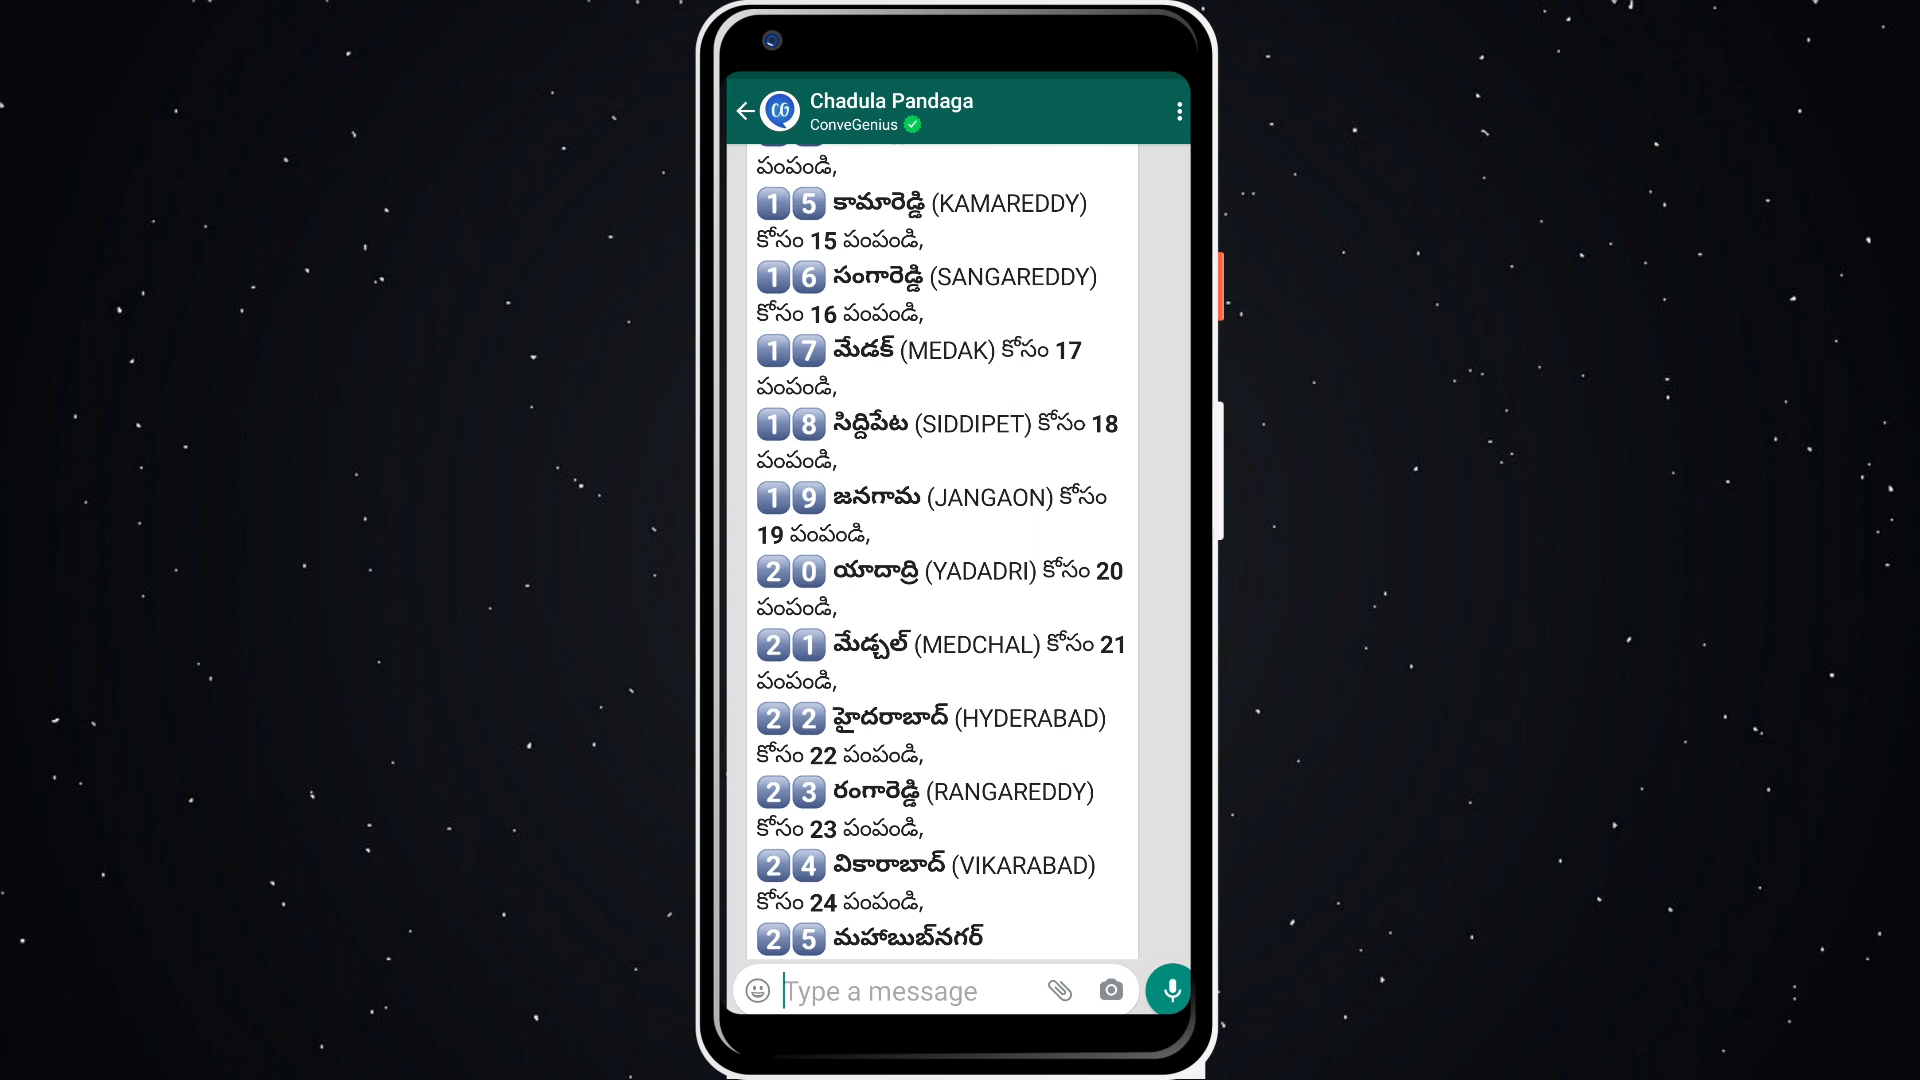 Chadula Pandaga
ConveGenius
పంపండి,
15 కామారెడ్డి (KAMAREDDY)
కోసం 15 పంపండి,
16 సంగారెడ్డి (SANGAREDDY)
కోసం 16 పంపండి,
17 మేడక్ (MEDAK) కోసం 17
పంపండి,
18 సిద్దిపేట (SIDDIPET) కోసం 18
పంపండి,
19 జనగామ (JANGAON) కోసం
19 పంపండి,
20 యాదాద్రి (YADADRI) కోసం 20
పంపండి,
21 మేడ్చల్ (MEDCHAL) కోసం 21
పంపండి,
22 హైదరాబాద్ (HYDERABAD)
కోసం 22 పంపండి,
23 రంగారెడ్డి (RANGAREDDY)
కోసం 23 పంపండి,
24 వికారాబాద్ (VIKARABAD)
కోసం 24 పంపండి,
25 మహాబుబ్‌నగర్
Type a message